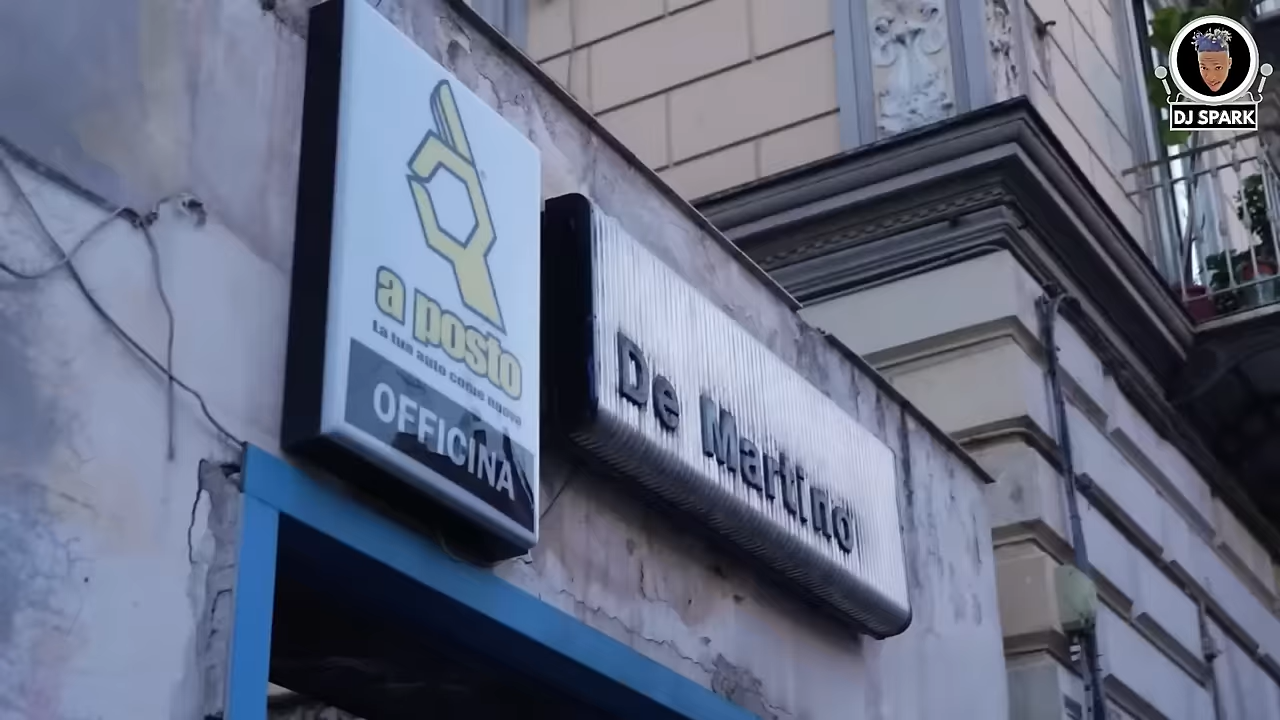 a posto
La tua auto come nuova
OFFICINA
De Martino
DJ SPARK